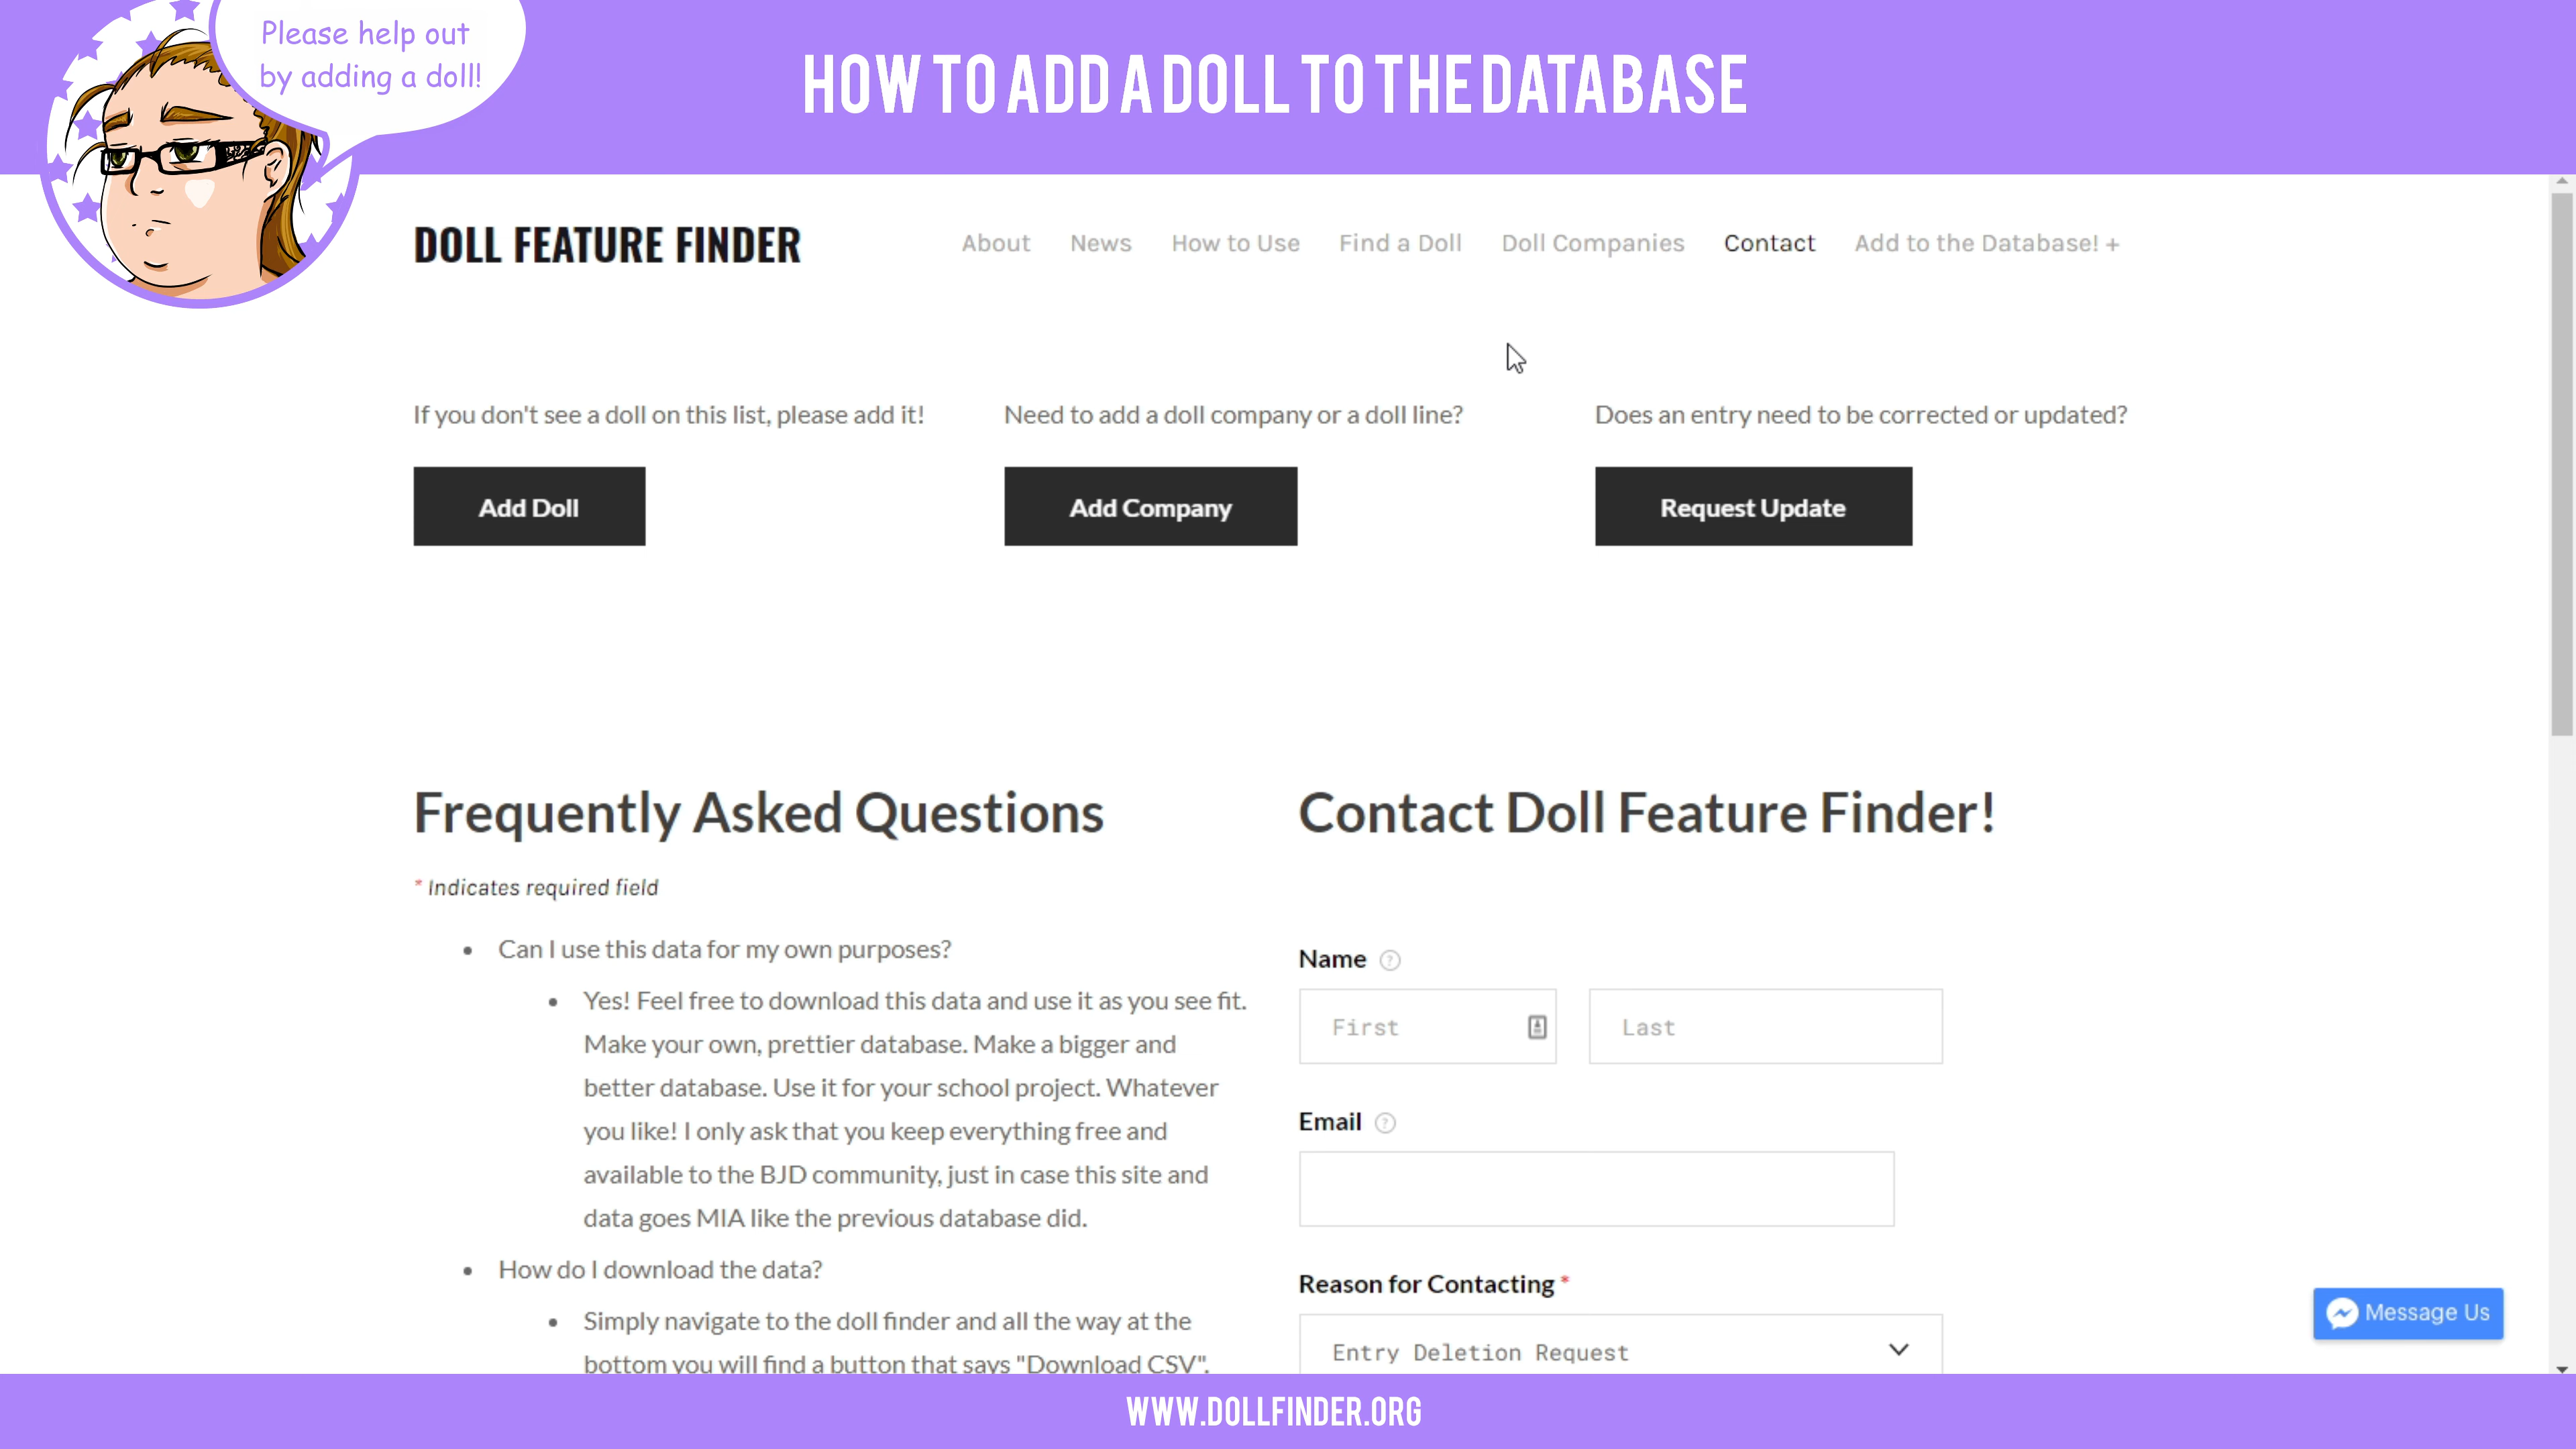 Please help out
by adding a doll!
HOW TO ADD A DOLL TO THE DATABASE
DOLL FEATURE FINDER
About News How to Use Find a Doll Doll Companies Contact Add to the Database! +
If you don't see a doll on this list, please add it!
Add Doll
Need to add a doll company or a doll line?
Add Company
Does an entry need to be corrected or updated?
Request Update
Frequently Asked Questions
* Indicates required field
• Can I use this data for my own purposes?
• Yes! Feel free to download this data and use it as you see fit.
Make your own, prettier database. Make a bigger and
better database. Use it for your school project. Whatever
you like! I only ask that you keep everything free and
available to the BJD community, just in case this site and
data goes MIA like the previous database did.
• How do I download the data?
• Simply navigate to the doll finder and all the way at the
bottom you will find a button that says "Download CSV".
Contact Doll Feature Finder!
Name ?
First Last
Email ?
Reason for Contacting *
Entry Deletion Request
Message Us
WWW.DOLLFINDER.ORG